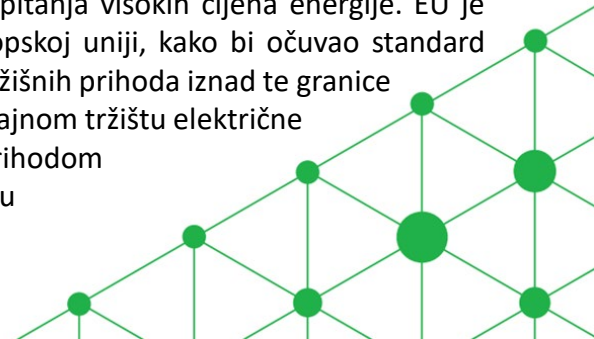 pitanja visokih cijena energije. EU je
opskoj uniji, kako bi očuvao standard
žišnih prihoda iznad te granice
ajnom tržištu električne
rihodom
u